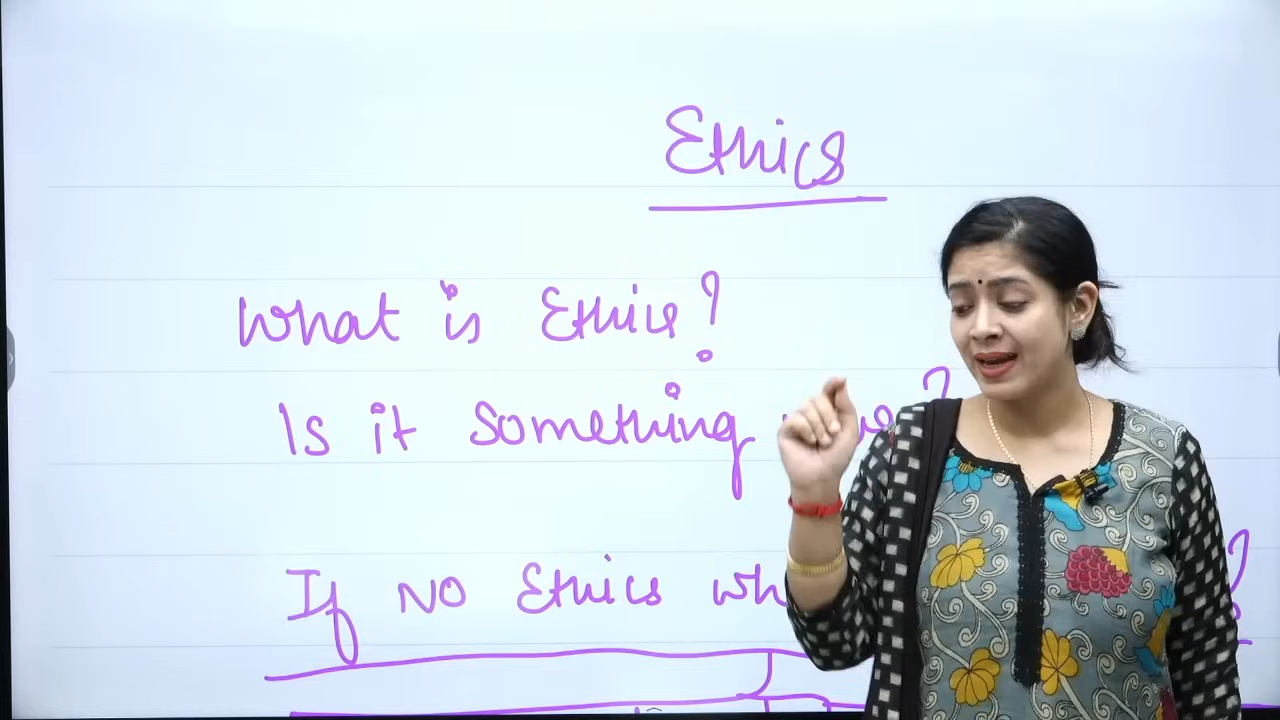 Ethics
What is Ethics?
Is it something ?
If NO Ethics ?